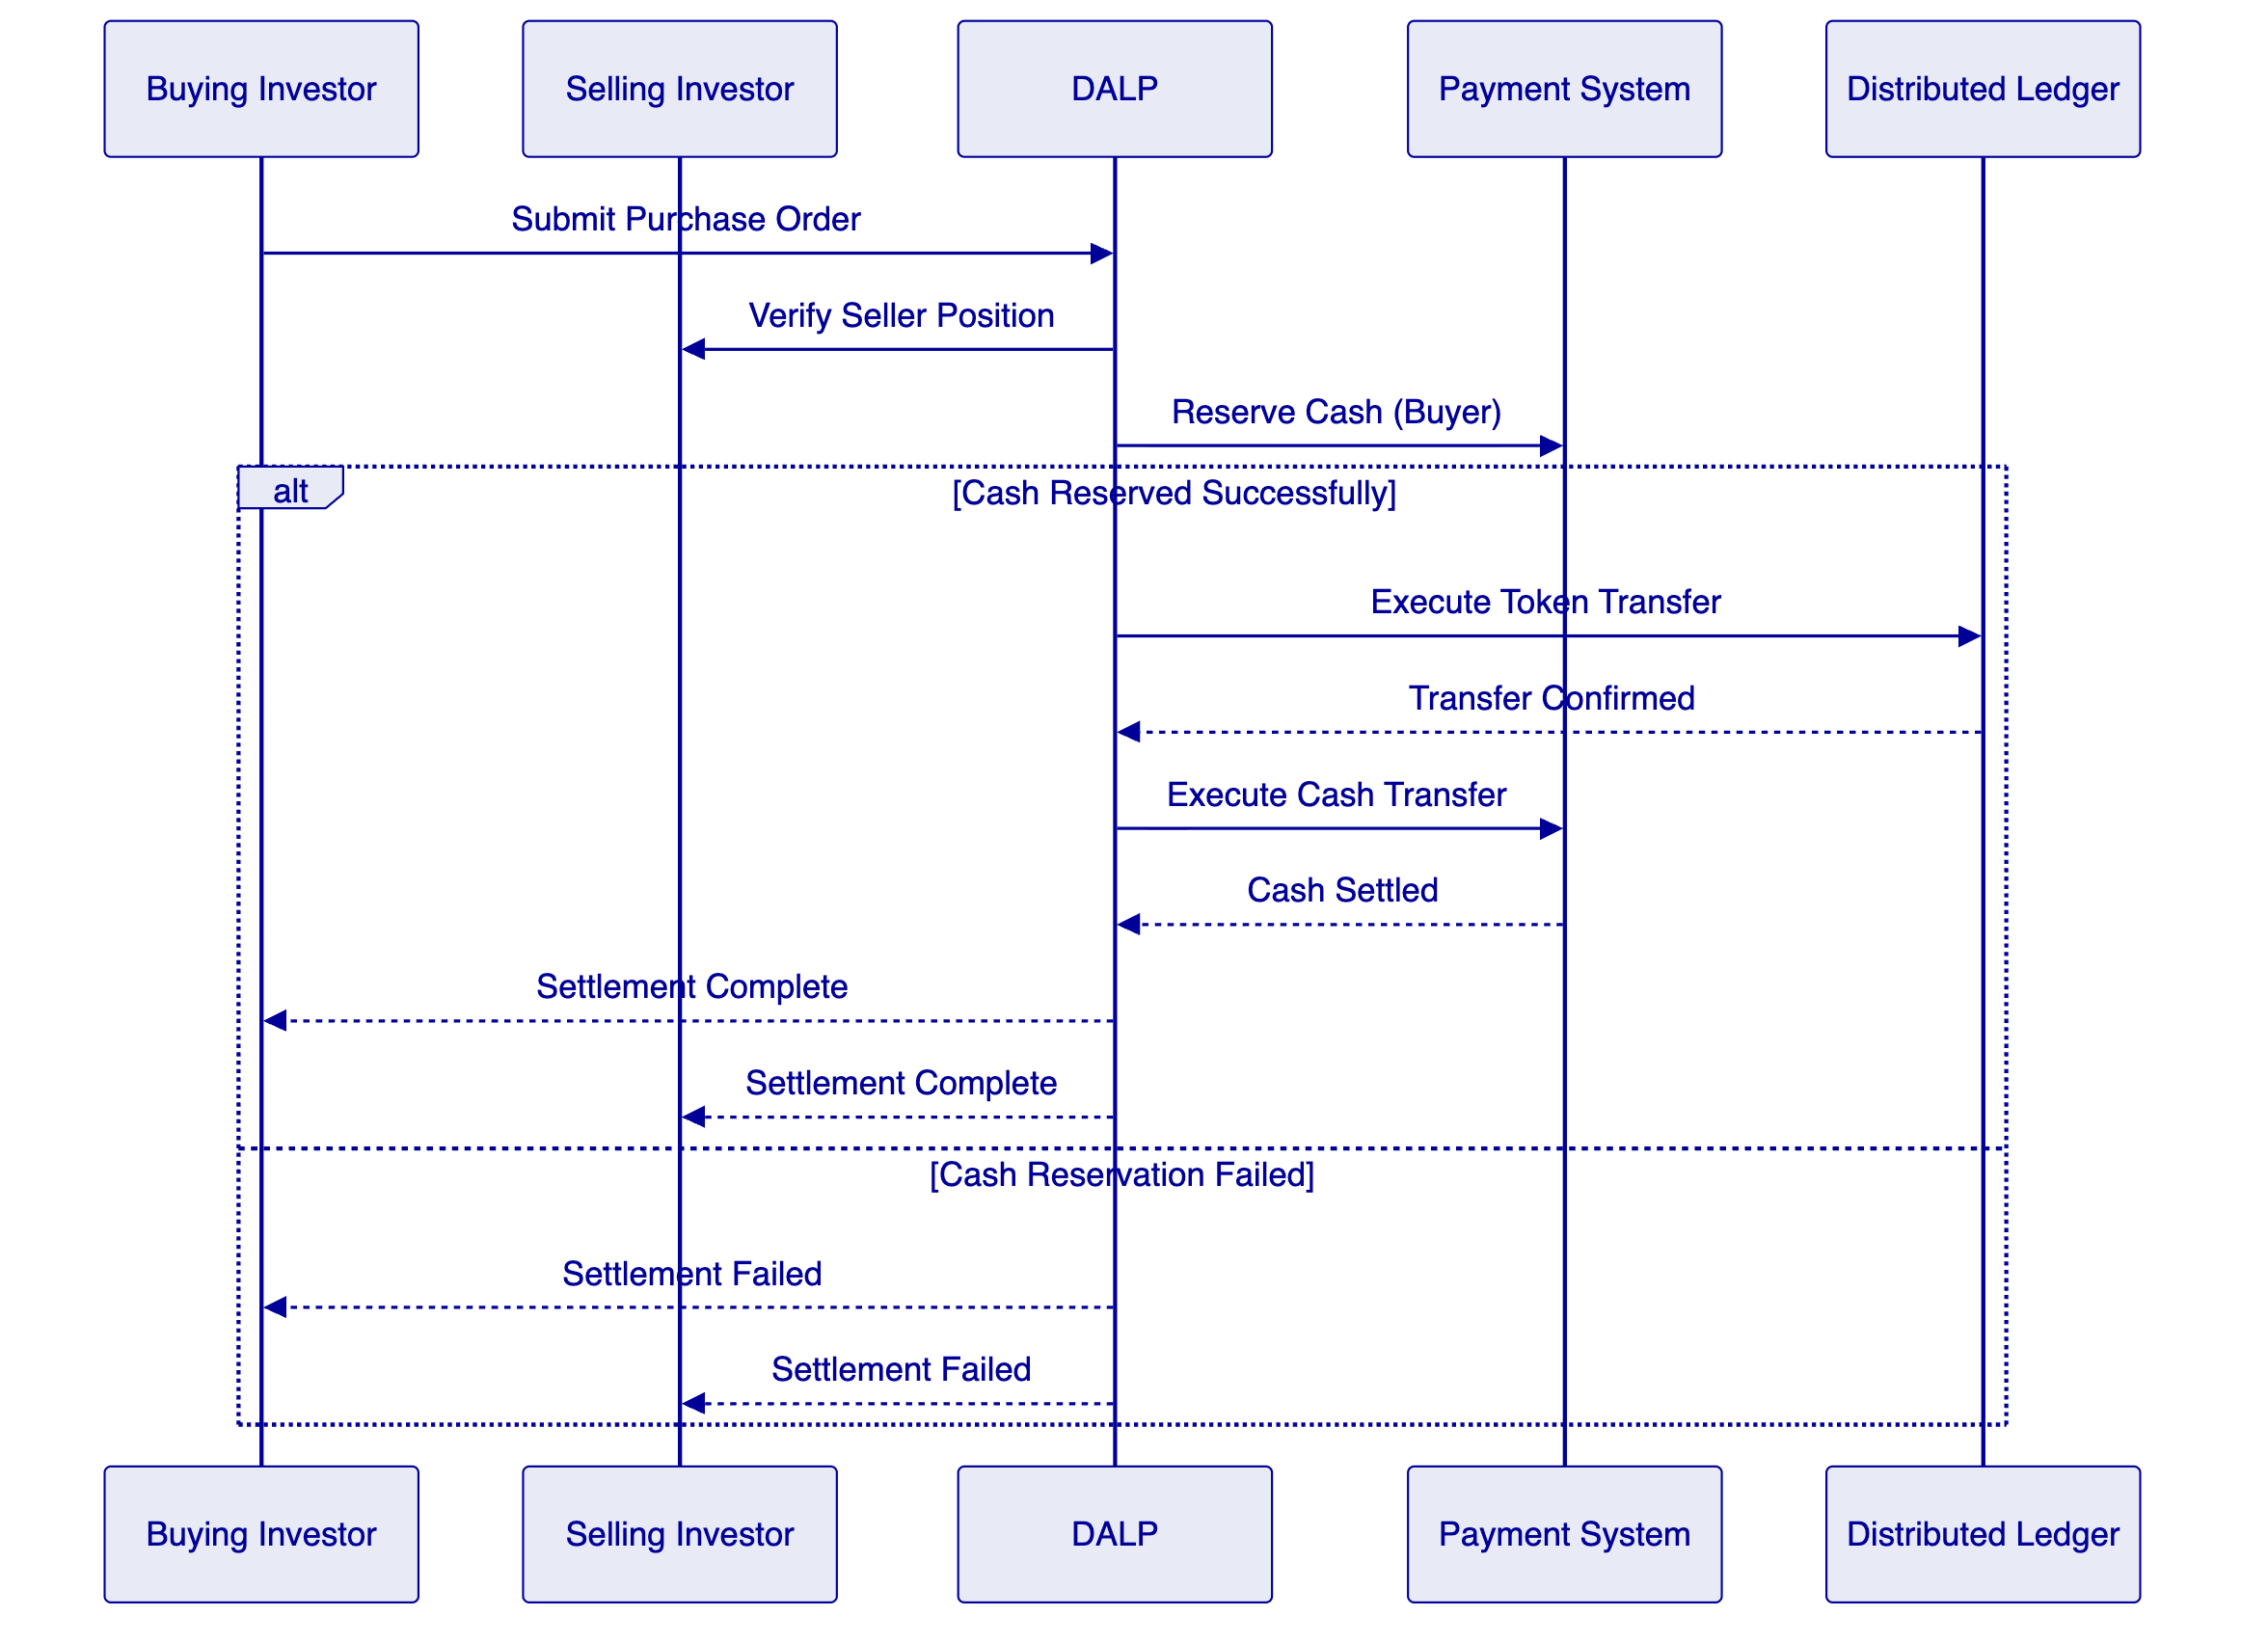 Buying Investor
Selling Investor
DALP
Payment System
Distributed Ledger
Submit Purchase Order
Verify Seller Position
Reserve Cash (Buyer)
alt
[Cash Reserved Successfully]
Execute Token Transfer
Transfer Confirmed
Execute Cash Transfer
Cash Settled
Settlement Complete
Settlement Complete
[Cash Reservation Failed]
Settlement Failed
Settlement Failed
Buying Investor
Selling Investor
DALP
Payment System
Distributed Ledger